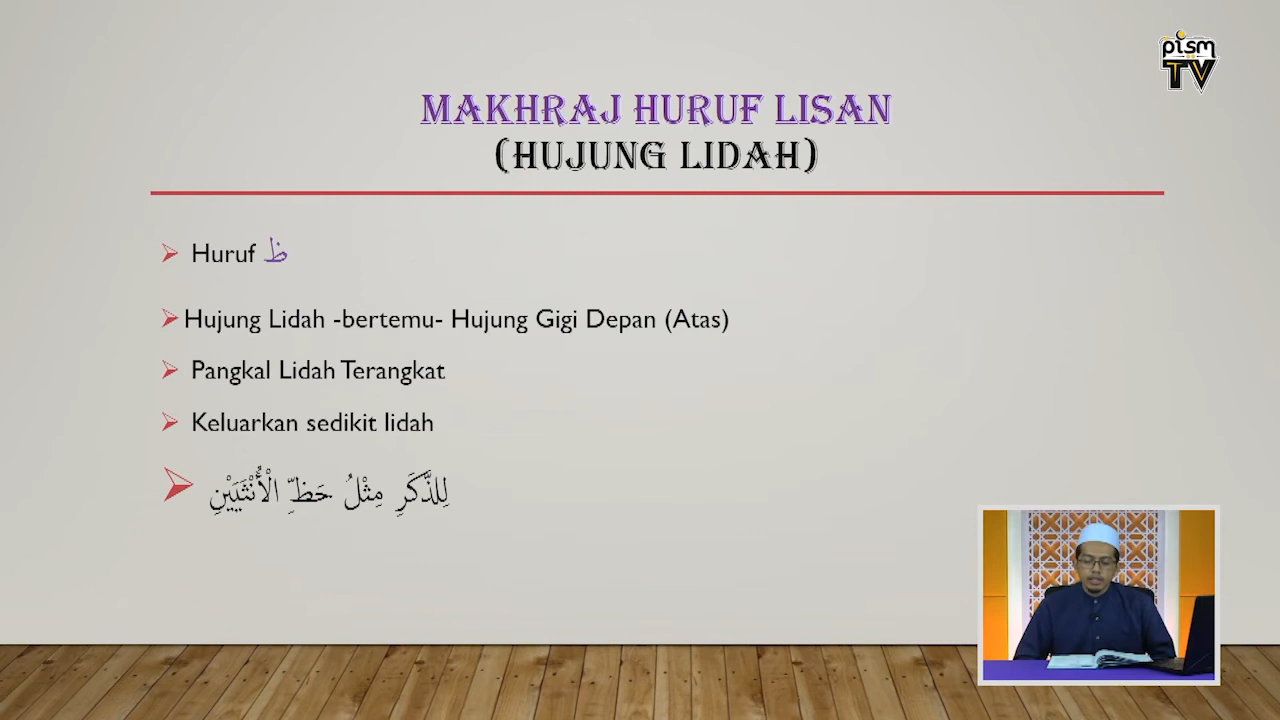 pism
TV
MAKHRAJ HURUF LISAN
(HUJUNG LIDAH)
Huruf ظ
Hujung Lidah -bertemu- Hujung Gigi Depan (Atas)
Pangkal Lidah Terangkat
Keluarkan sedikit lidah
لِلذَّكَرِ مِثْلُ حَظِّ الْأُنْثَيَيْنِ